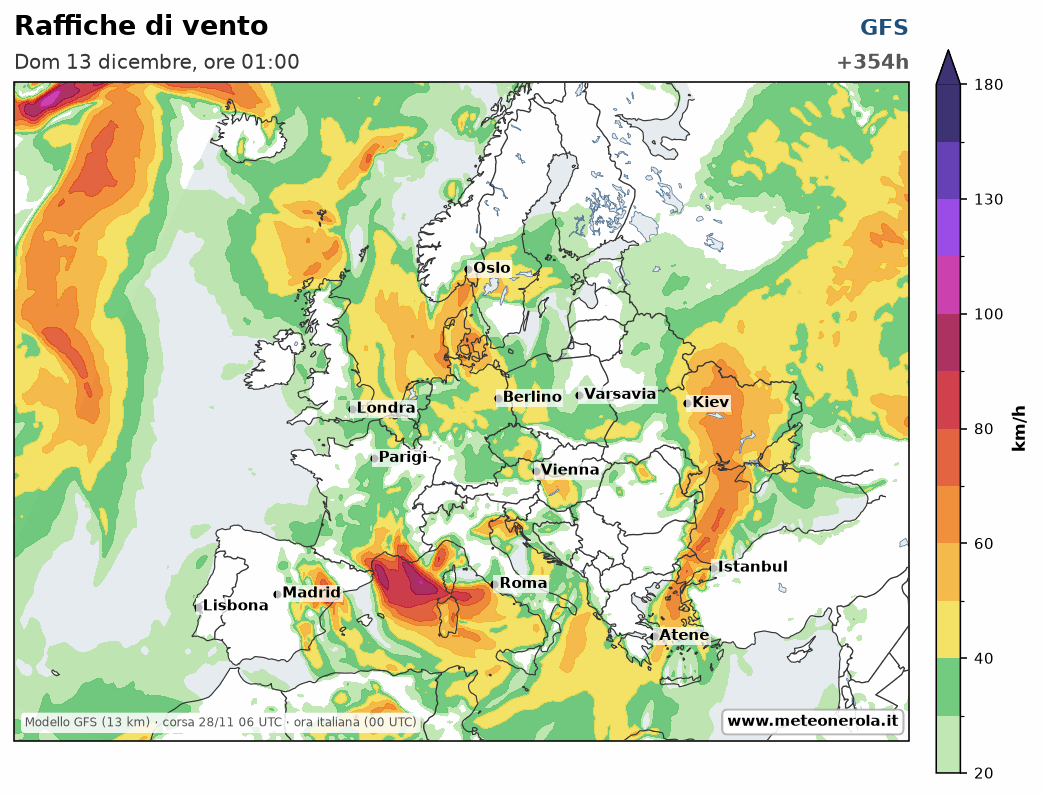 Raffiche di vento
GFS
Dom 13 dicembre, ore 01:00
+354h
180
130
100
80
60
40
20
km/h
Oslo
Londra
Berlino
Varsavia
Kiev
Parigi
Vienna
Istanbul
Roma
Madrid
Lisbona
Atene
Modello GFS (13 km) · corsa 28/11 06 UTC · ora italiana (00 UTC)
www.meteonerola.it